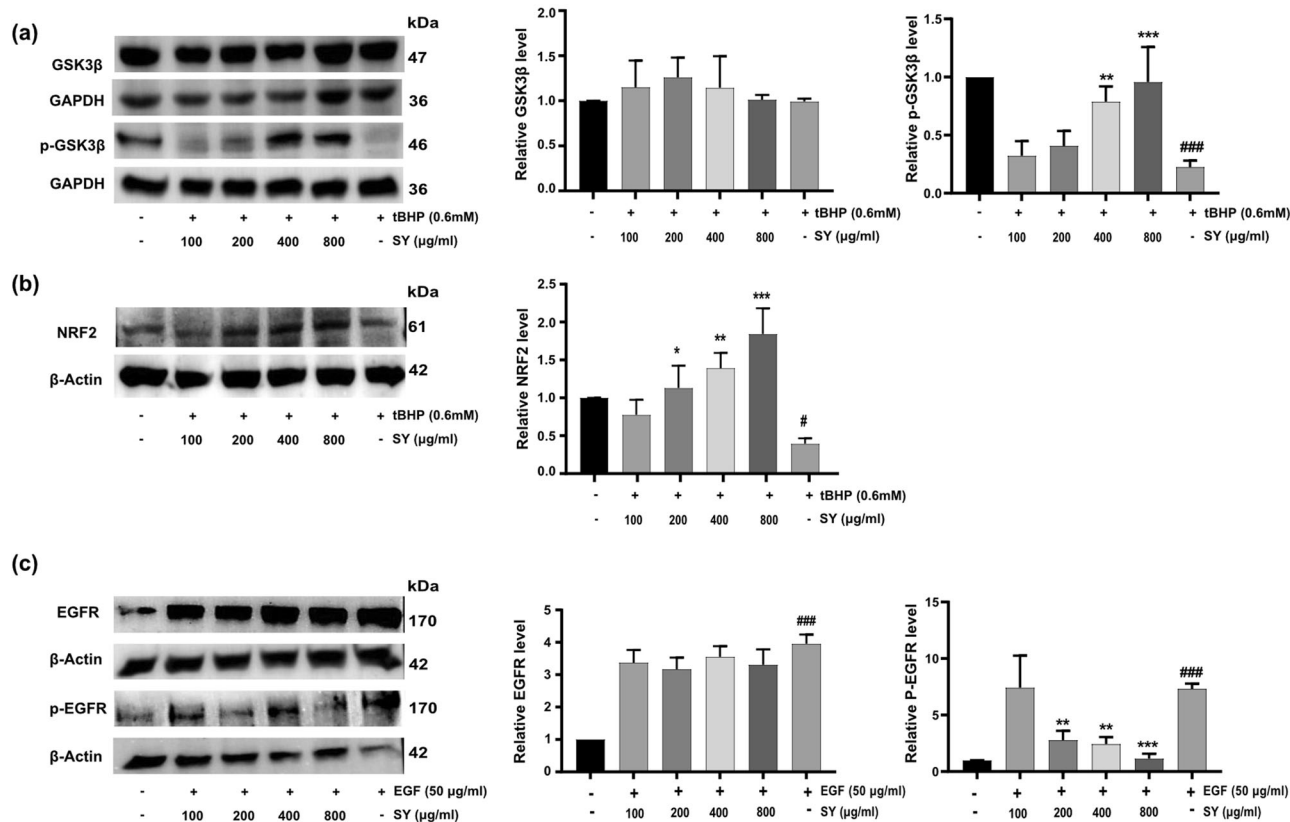 (a)
kDa
GSK3β
47
GAPDH
36
p-GSK3β
46
GAPDH
36
- + + + + + tBHP (0.6mM)
- 100 200 400 800 - SY (µg/ml)
Relative GSK3β level
2.0
1.5
1.0
0.5
0.0
- + + + + + tBHP (0.6mM)
- 100 200 400 800 - SY (µg/ml)
Relative p-GSK3β level
1.5
1.0
0.5
0.0
** *** ###
- + + + + + tBHP (0.6mM)
- 100 200 400 800 - SY (µg/ml)
(b)
kDa
NRF2
61
β-Actin
42
- + + + + + tBHP (0.6mM)
- 100 200 400 800 - SY (µg/ml)
Relative NRF2 level
2.5
2.0
1.5
1.0
0.5
0.0
* ** *** #
- + + + + + tBHP (0.6mM)
- 100 200 400 800 - SY (µg/ml)
(c)
kDa
EGFR
170
β-Actin
42
p-EGFR
170
β-Actin
42
- + + + + + EGF (50 µg/ml)
- 100 200 400 800 - SY (µg/ml)
Relative EGFR level
5
4
3
2
1
0
###
- + + + + + EGF (50 µg/ml)
- 100 200 400 800 - SY (µg/ml)
Relative P-EGFR level
15
10
5
0
** ** *** ###
- + + + + + EGF (50 µg/ml)
- 100 200 400 800 - SY (µg/ml)